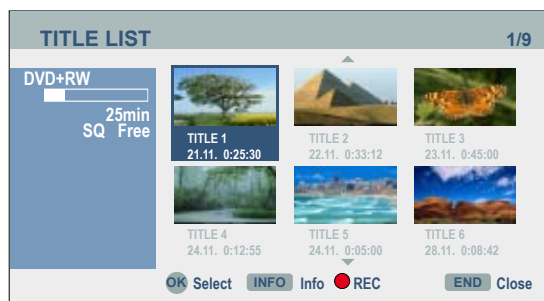 TITLE LIST 1/9
DVD+RW
25min
SQ Free
TITLE 1 TITLE 2 TITLE 3
21.11. 0:25:30 22.11. 0:33:12 23.11. 0:45:00
TITLE 4 TITLE 5 TITLE 6
24.11. 0:12:55 24.11. 0:05:00 28.11. 0:08:42
OK Select INFO Info REC END Close